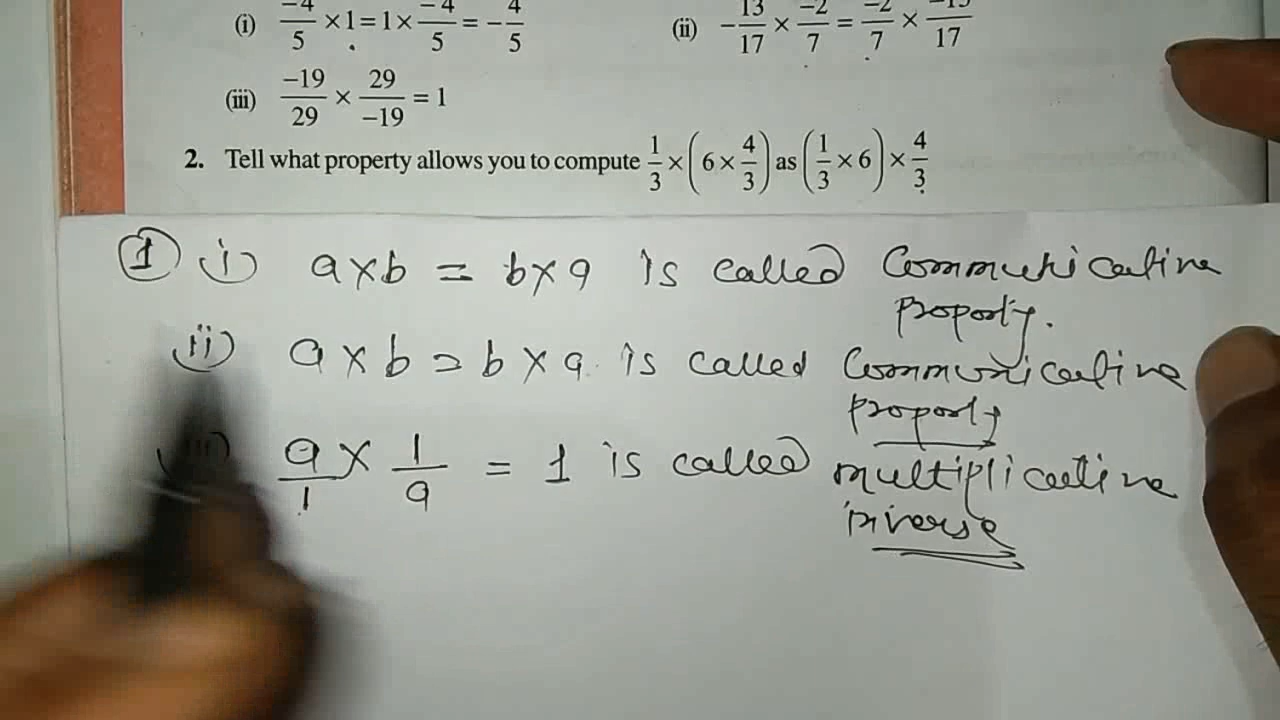 (i) -4/5 × 1 = 1 × -4/5 = -4/5
(ii) -13/17 × -2/7 = -2/7 × -13/17
(iii) -19/29 × 29/-19 = 1
2. Tell what property allows you to compute 1/3 × (6 × 4/3) as (1/3 × 6) × 4/3
① i) a×b = b×a is called Communicative
property.
ii) a×b = b×a. is called Communicative
property
a/1 × 1/a = 1 is called multiplicative
inverse